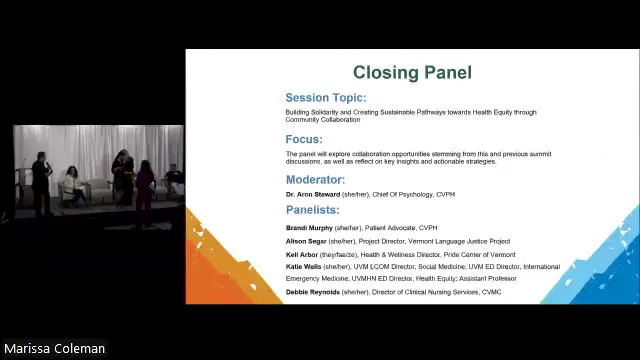 Closing Panel
Session Topic:
Building Solidarity and Creating Sustainable Pathways towards Health Equity through
Community Collaboration
Focus:
The panel will explore collaboration opportunities stemming from this and previous summit
discussions, as well as reflect on key insights and actionable strategies.
Moderator:
Dr. Aron Steward (she/her), Chief Of Psychology, CVPH
Panelists:
Brandi Murphy (she/her), Patient Advocate, CVPH
Alison Segar (she/her), Project Director, Vermont Language Justice Project
Kell Arbor (they/fae/ze), Health & Wellness Director, Pride Center of Vermont
Katie Wells (she/her), UVM LCOM Director, Social Medicine; UVM ED Director, International
Emergency Medicine; UVMHN ED Director, Health Equity; Assistant Professor
Debbie Reynolds (she/her), Director of Clinical Nursing Services, CVMC
Marissa Coleman